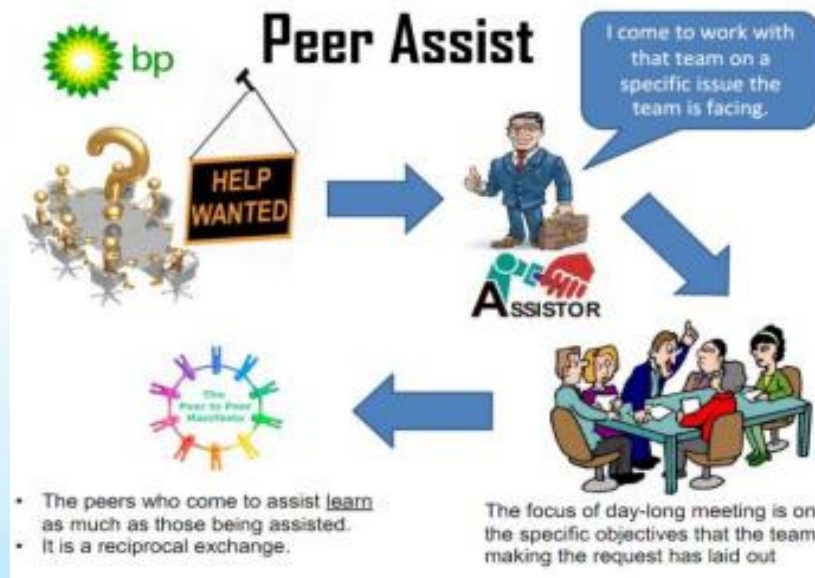 bp
Peer Assist
I come to work with
that team on a
specific issue the
team is facing.
HELP
WANTED
ASSISTOR
The
Peer to Peer
Manifesto
• The peers who come to assist learn
as much as those being assisted.
• It is a reciprocal exchange.
The focus of day-long meeting is on
the specific objectives that the team
making the request has laid out